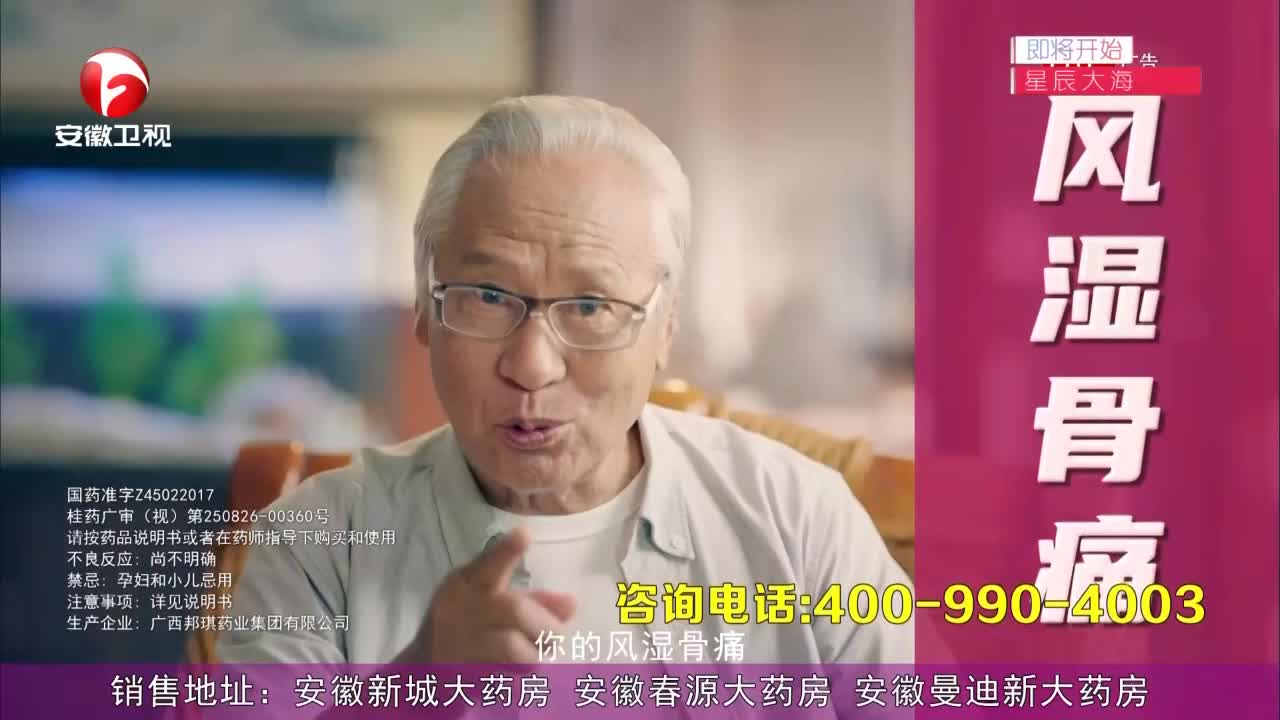 安徽卫视
即将开始
广告
星辰大海
风湿骨痛
国药准字Z45022017
桂药广审（视）第250826-00360号
请按药品说明书或者在药师指导下购买和使用
不良反应：尚不明确
禁忌：孕妇和小儿忌用
注意事项：详见说明书
生产企业：广西邦琪药业集团有限公司
咨询电话:400-990-4003
你的风湿骨痛
销售地址：安徽新城大药房 安徽春源大药房 安徽曼迪新大药房